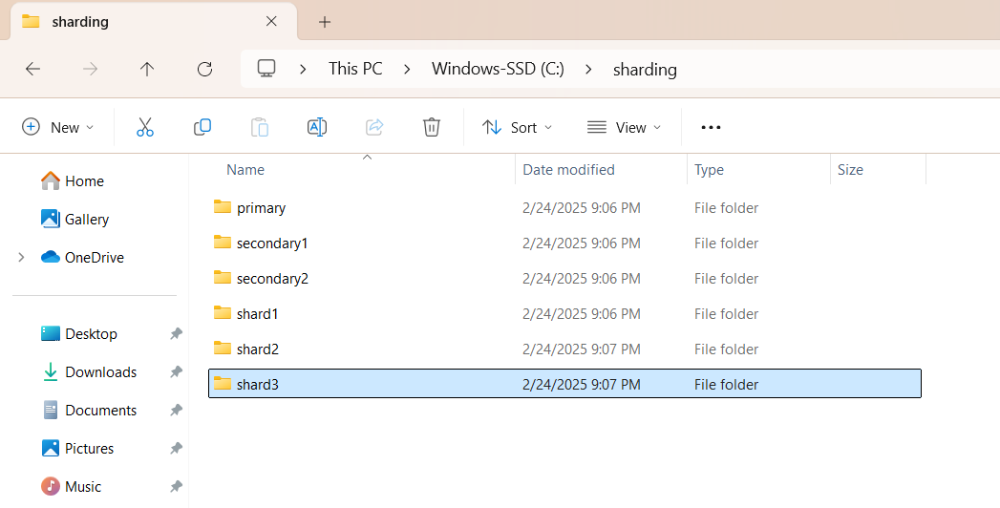 sharding
This PC > Windows-SSD (C:) > sharding
New Sort View
Name Date modified Type Size
Home
Gallery
OneDrive
Desktop
Downloads
Documents
Pictures
Music
primary 2/24/2025 9:06 PM File folder
secondary1 2/24/2025 9:06 PM File folder
secondary2 2/24/2025 9:06 PM File folder
shard1 2/24/2025 9:06 PM File folder
shard2 2/24/2025 9:07 PM File folder
shard3 2/24/2025 9:07 PM File folder